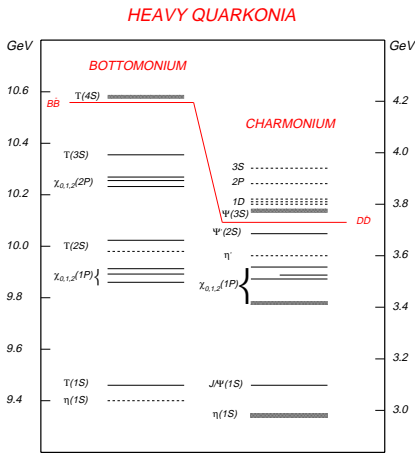 HEAVY QUARKONIA
GeV
GeV
BOTTOMONIUM
10.6
ϒ(4S)
BB̄
4.2
CHARMONIUM
10.4
4.0
ϒ(3S)
3S
χ0,1,2(2P)
2P
10.2
1D
3.8
Ψ(3S)
DD̄
Ψ'(2S)
10.0
ϒ(2S)
η'
3.6
χ0,1,2(1P)
χ0,1,2(1P)
9.8
3.4
9.6
3.2
ϒ(1S)
J/Ψ(1S)
9.4
η(1S)
η(1S)
3.0